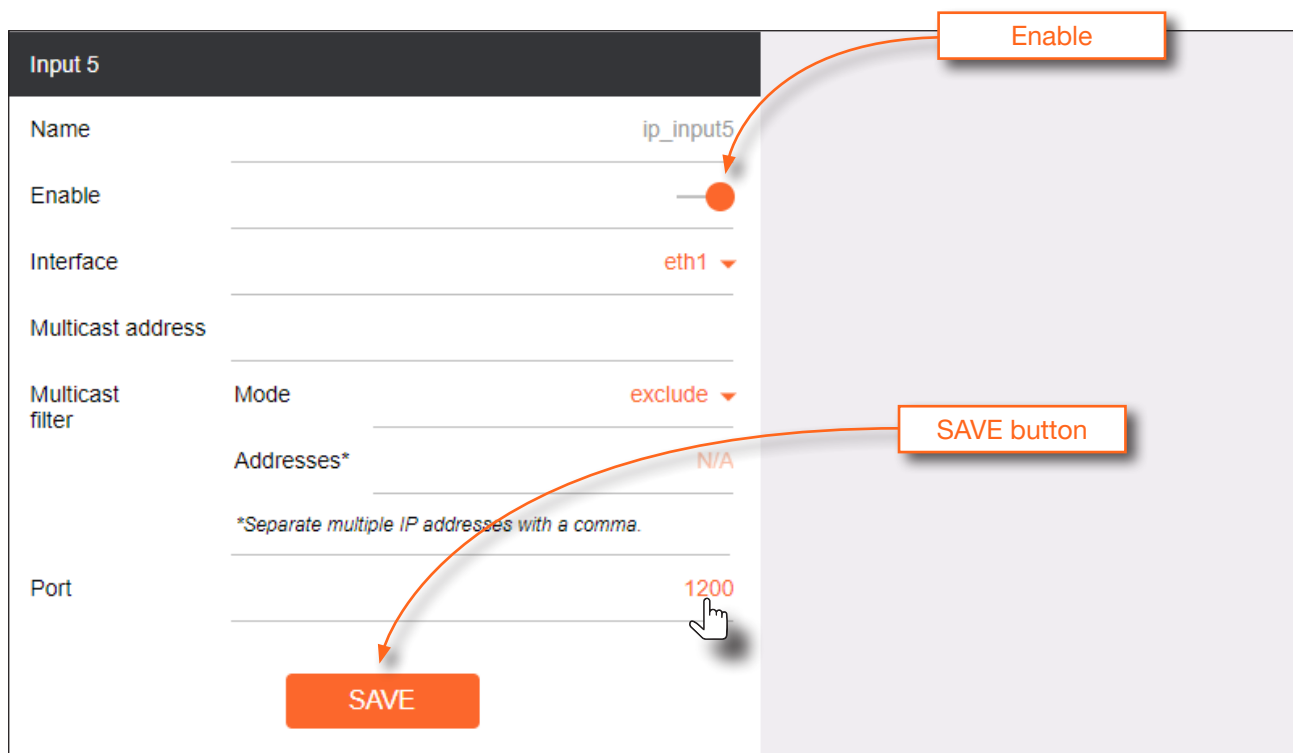 Enable
Input 5
Name ip_input5
Enable
Interface eth1
Multicast address
Multicast filter Mode exclude
SAVE button
Addresses* N/A
*Separate multiple IP addresses with a comma.
Port 1200
SAVE